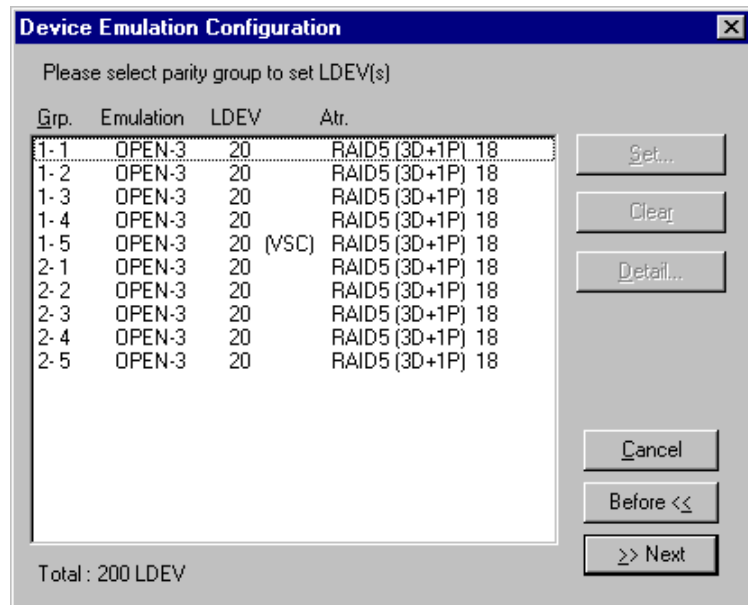 Device Emulation Configuration
Please select parity group to set LDEV(s)
Grp. Emulation LDEV Atr.
1- 1 OPEN-3 20 RAID5 (3D+1P) 18
1- 2 OPEN-3 20 RAID5 (3D+1P) 18
1- 3 OPEN-3 20 RAID5 (3D+1P) 18
1- 4 OPEN-3 20 RAID5 (3D+1P) 18
1- 5 OPEN-3 20 (VSC) RAID5 (3D+1P) 18
2- 1 OPEN-3 20 RAID5 (3D+1P) 18
2- 2 OPEN-3 20 RAID5 (3D+1P) 18
2- 3 OPEN-3 20 RAID5 (3D+1P) 18
2- 4 OPEN-3 20 RAID5 (3D+1P) 18
2- 5 OPEN-3 20 RAID5 (3D+1P) 18
Total : 200 LDEV
Set...
Clear
Detail...
Cancel
Before <<
>> Next